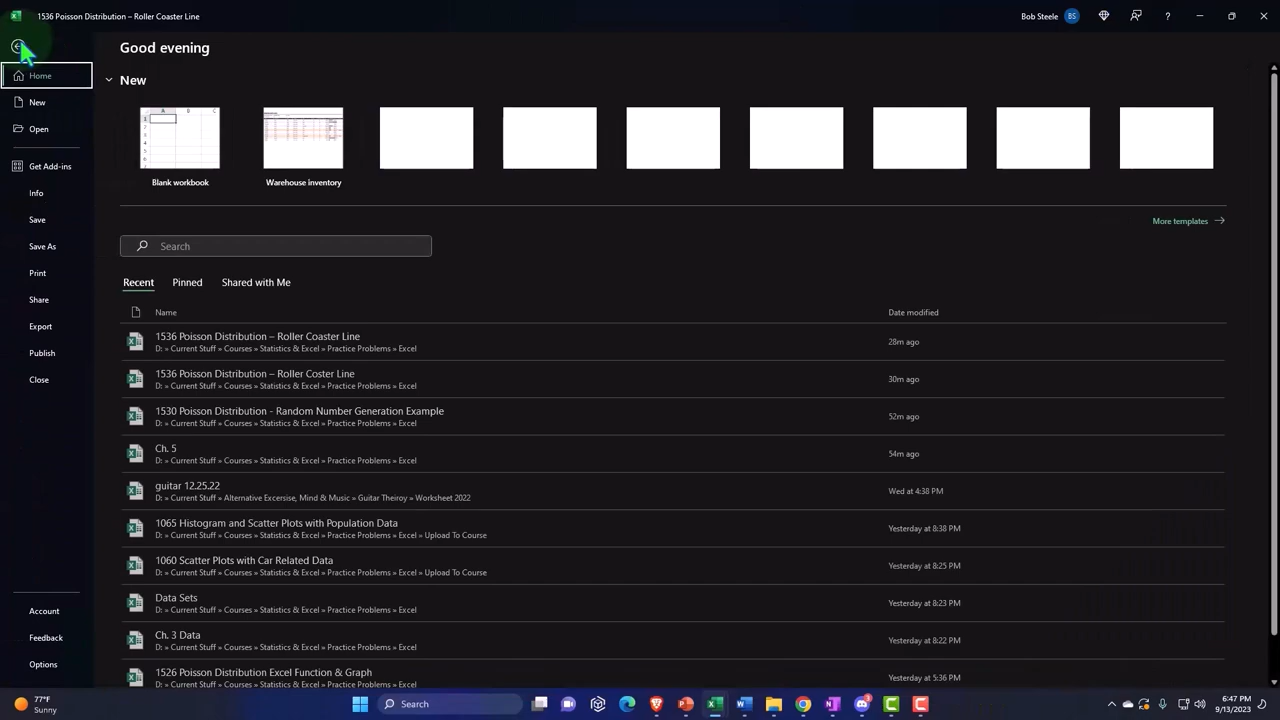 1536 Poisson Distribution – Roller Coaster Line
Bob Steele
BS
?
Good evening
Home
New
Open
Get Add-ins
Info
Save
Save As
Print
Share
Export
Publish
Close
Account
Feedback
Options
New
A B C
1
2
3
4
5
6
7
Blank workbook
Warehouse inventory
More templates
Search
Recent Pinned Shared with Me
Name Date modified
1536 Poisson Distribution – Roller Coaster Line
D: » Current Stuff » Courses » Statistics & Excel » Practice Problems » Excel
28m ago
1536 Poisson Distribution – Roller Coster Line
D: » Current Stuff » Courses » Statistics & Excel » Practice Problems » Excel
30m ago
1530 Poisson Distribution - Random Number Generation Example
D: » Current Stuff » Courses » Statistics & Excel » Practice Problems » Excel
52m ago
Ch. 5
D: » Current Stuff » Courses » Statistics & Excel » Practice Problems » Excel
54m ago
guitar 12.25.22
D: » Current Stuff » Alternative Excersise, Mind & Music » Guitar Theiroy » Worksheet 2022
Wed at 4:38 PM
1065 Histogram and Scatter Plots with Population Data
D: » Current Stuff » Courses » Statistics & Excel » Practice Problems » Excel » Upload To Course
Yesterday at 8:38 PM
1060 Scatter Plots with Car Related Data
D: » Current Stuff » Courses » Statistics & Excel » Practice Problems » Excel » Upload To Course
Yesterday at 8:25 PM
Data Sets
D: » Current Stuff » Courses » Statistics & Excel » Practice Problems » Excel
Yesterday at 8:23 PM
Ch. 3 Data
D: » Current Stuff » Courses » Statistics & Excel » Practice Problems » Excel
Yesterday at 8:22 PM
1526 Poisson Distribution Excel Function & Graph
Yesterday at 5:36 PM
77°F
Sunny
Search
3
6:47 PM
9/13/2023